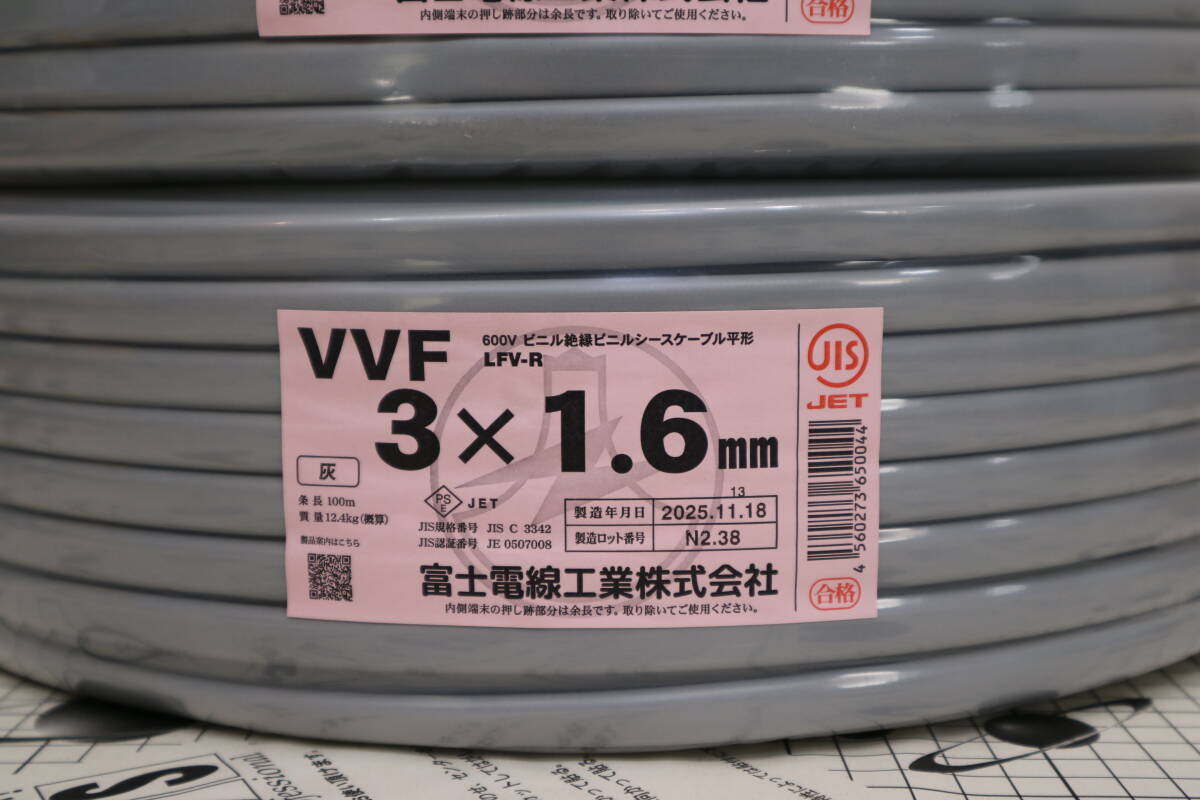 内側端末の押し跡部分は余長です。取り除いてご使用ください。
合格
VVF
600V ビニル絶縁ビニルシースケーブル平形
LFV-R
3×1.6mm
灰
条長100m
質量12.4kg(概算)
製品案内はこちら
PS
E
JET
JIS規格番号 JIS C 3342
JIS認証番号 JE 0507008
13
製造年月日 2025.11.18
製造ロット番号 N2.38
富士電線工業株式会社
内側端末の押し跡部分は余長です。取り除いてご使用ください。
JIS
JET
4560273650044
合格